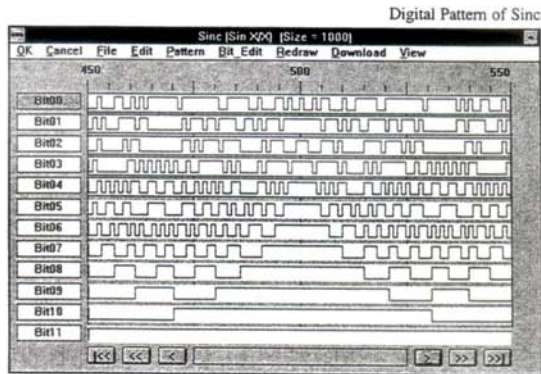 Digital Pattern of Sinc
Sinc (Sin X/X) (Size = 1000)
OK Cancel File Edit Pattern Bit_Edit Redraw Download View
450 500 550
Bit00
Bit01
Bit02
Bit03
Bit04
Bit05
Bit06
Bit07
Bit08
Bit09
Bit10
Bit11
|<< << < > >> >>|